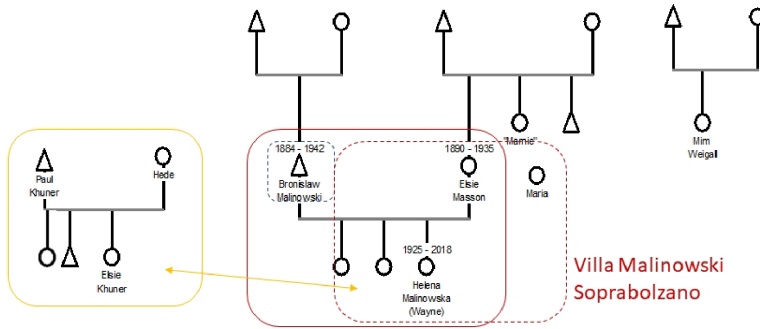 "Marnie"
Mim
Weigall
1884 - 1942
1890 - 1935
Paul
Khuner
Hede
Bronislaw
Malinowski
Elsie
Masson
Maria
1925 - 2018
Elsie
Khuner
Helena
Malinowska
(Wayne)
Villa Malinowski
Soprabolzano